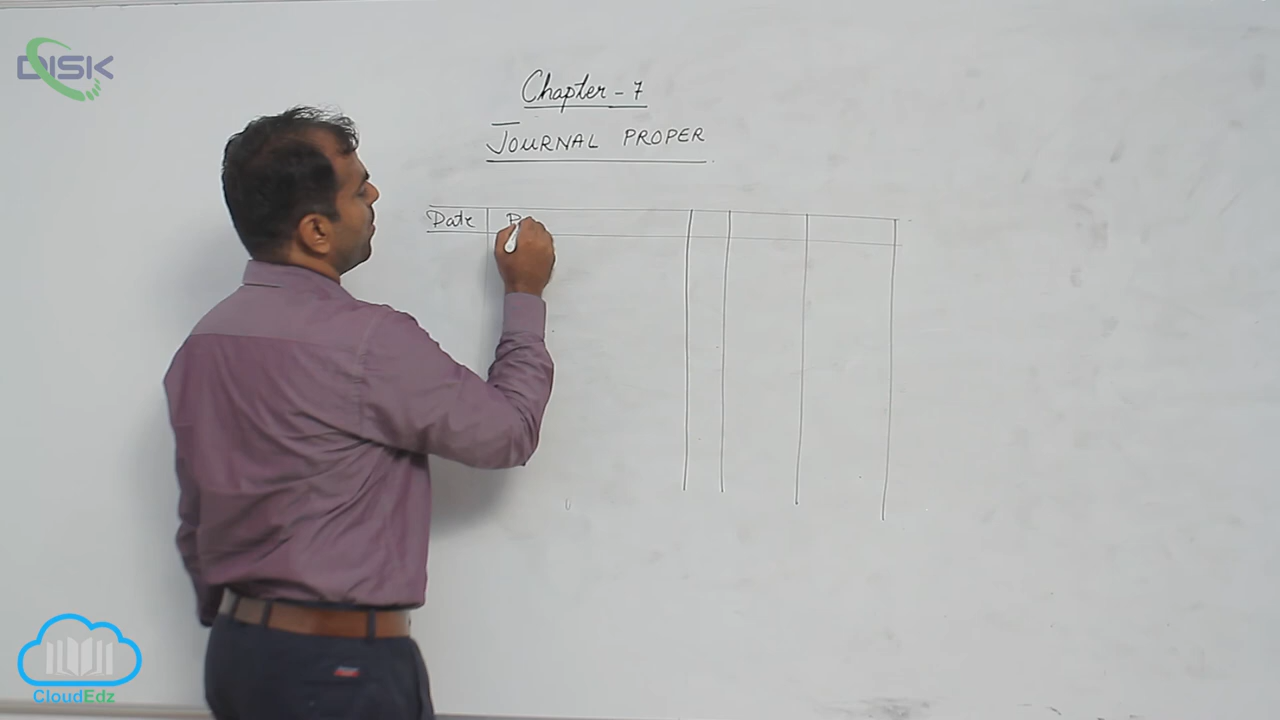 DISK
Chapter - 7
JOURNAL PROPER
Date
CloudEdz